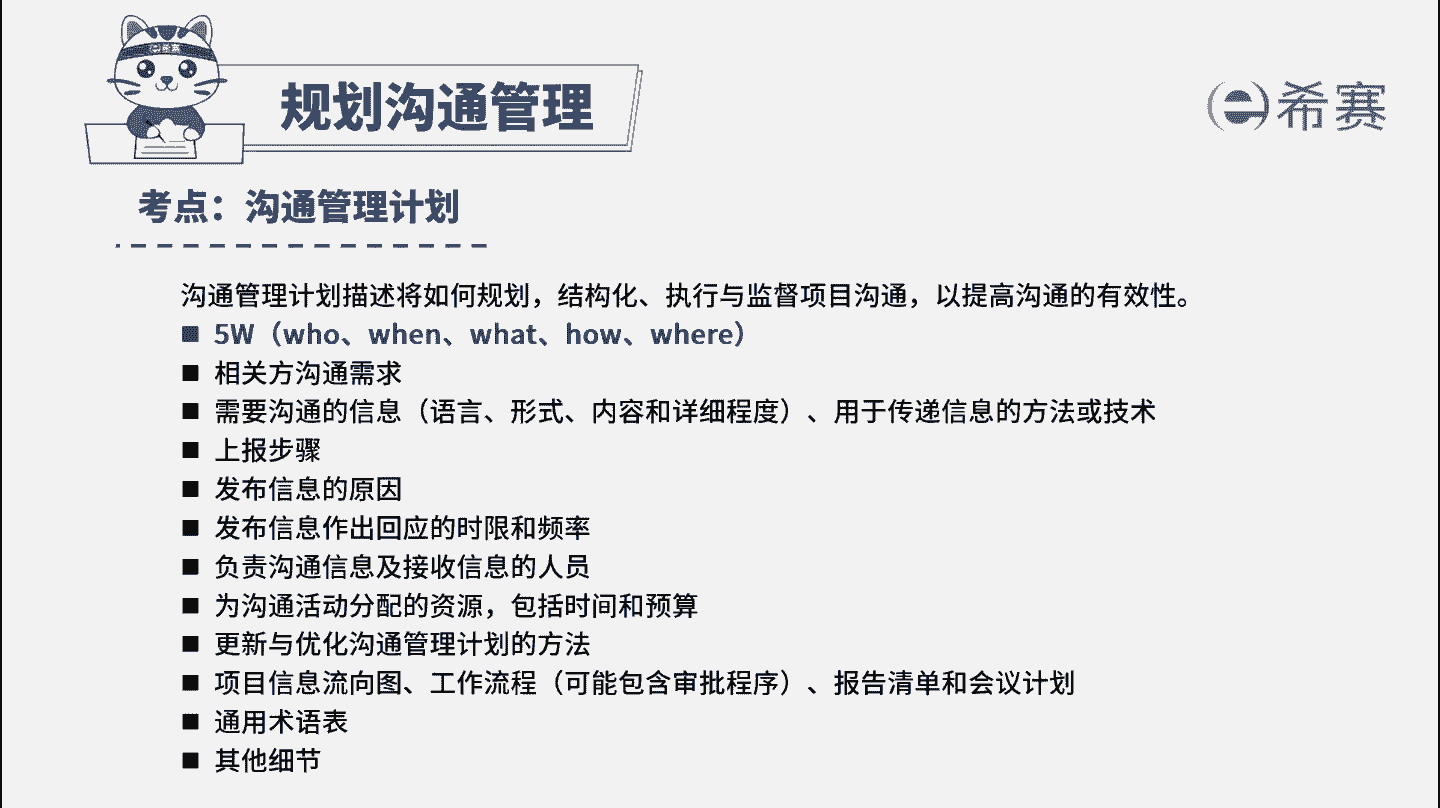 希赛
规划沟通管理
希赛
考点：沟通管理计划
沟通管理计划描述将如何规划，结构化、执行与监督项目沟通，以提高沟通的有效性。
■ 5W（who、when、what、how、where）
■ 相关方沟通需求
■ 需要沟通的信息（语言、形式、内容和详细程度）、用于传递信息的方法或技术
■ 上报步骤
■ 发布信息的原因
■ 发布信息作出回应的时限和频率
■ 负责沟通信息及接收信息的人员
■ 为沟通活动分配的资源，包括时间和预算
■ 更新与优化沟通管理计划的方法
■ 项目信息流向图、工作流程（可能包含审批程序）、报告清单和会议计划
■ 通用术语表
■ 其他细节